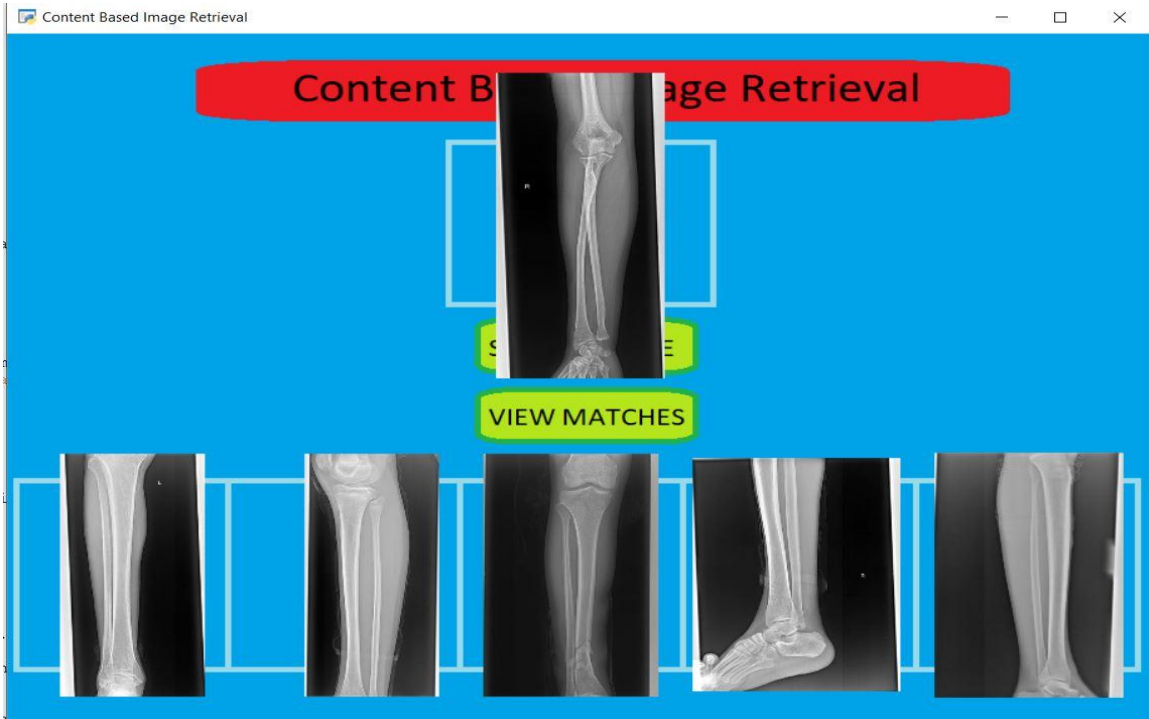 Content Based Image Retrieval
Content B age Retrieval
S E
VIEW MATCHES
L
R